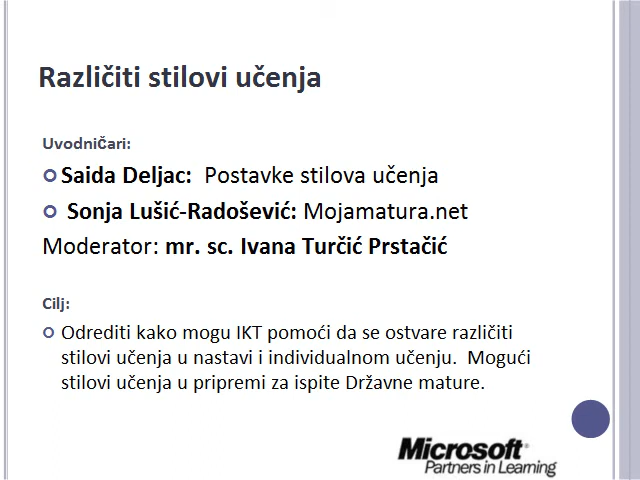 Različiti stilovi učenja
Uvodničari:
Saida Deljac: Postavke stilova učenja
Sonja Lušić-Radošević: Mojamatura.net
Moderator: mr. sc. Ivana Turčić Prstačić
Cilj:
Odrediti kako mogu IKT pomoći da se ostvare različiti
stilovi učenja u nastavi i individualnom učenju. Mogući
stilovi učenja u pripremi za ispite Državne mature.
Microsoft®
Partners in Learning